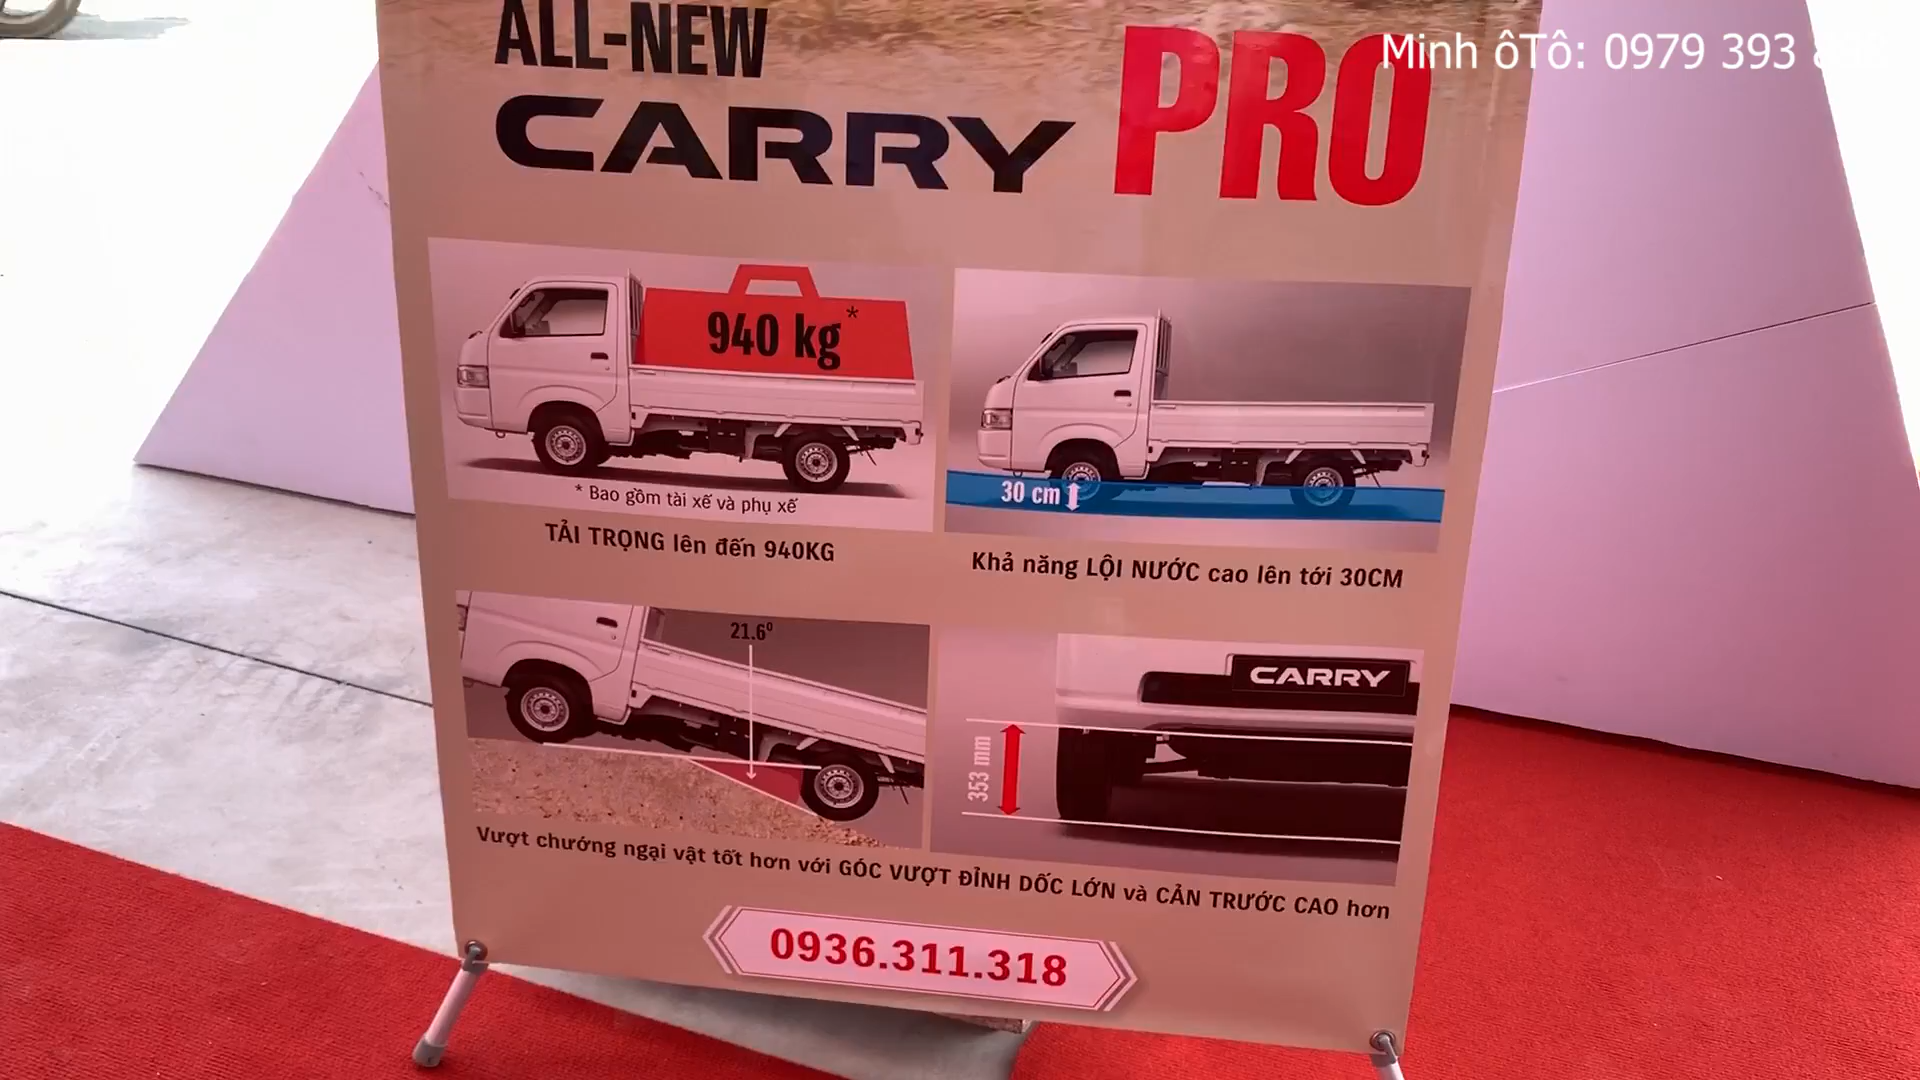 ALL-NEW
CARRY PRO
Minh ôTô: 0979 393
940 kg*
* Bao gồm tài xế và phụ xế
TẢI TRỌNG lên đến 940KG
30 cm
Khả năng LỘI NƯỚC cao lên tới 30CM
21.6⁰
CARRY
353 mm
Vượt chướng ngại vật tốt hơn với GÓC VƯỢT ĐỈNH DỐC LỚN và CẢN TRƯỚC CAO hơn
0936.311.318